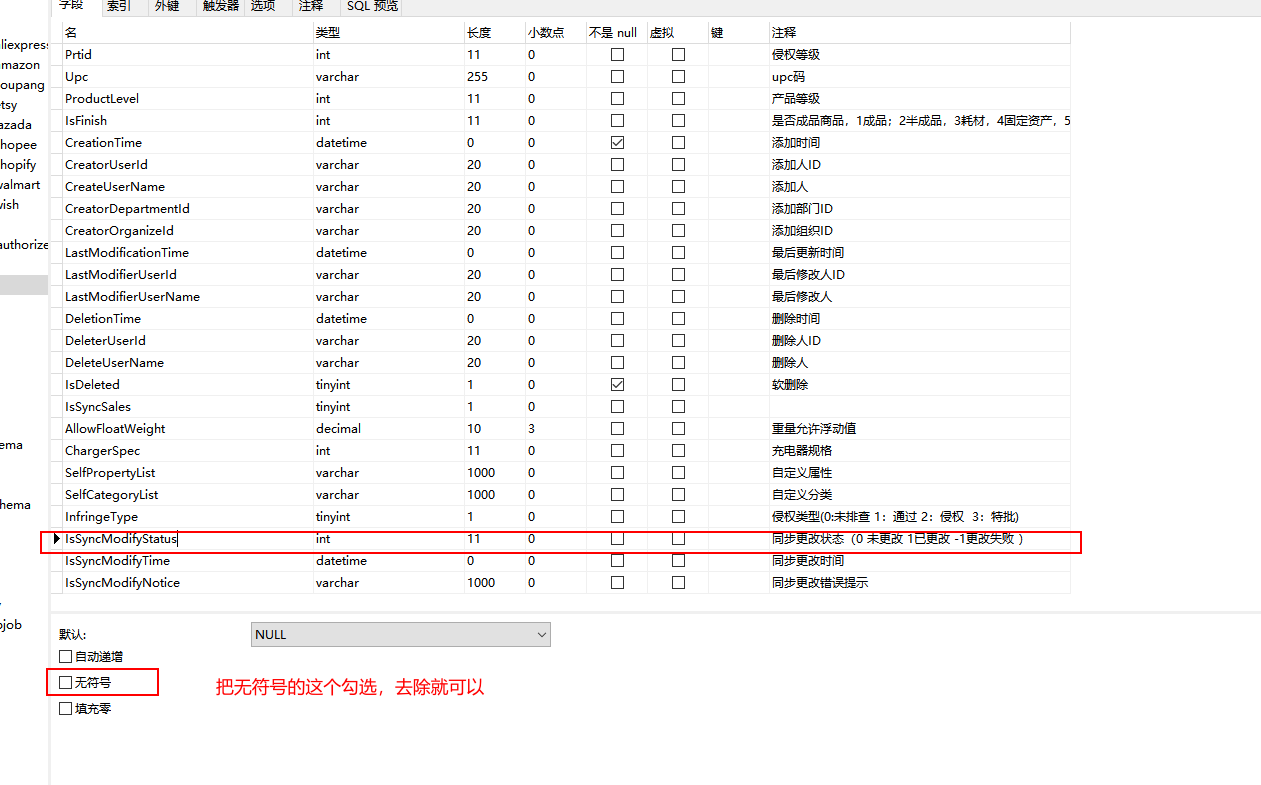 字段 索引 外键 触发器 选项 注释 SQL 预览
名 类型 长度 小数点 不是 null 虚拟 键 注释
Prtid int 11 0 侵权等级
Upc varchar 255 0 upc码
ProductLevel int 11 0 产品等级
IsFinish int 11 0 是否成品商品，1成品；2半成品，3耗材，4固定资产，5
CreationTime datetime 0 0 添加时间
CreatorUserId varchar 20 0 添加人ID
CreateUserName varchar 20 0 添加人
CreatorDepartmentId varchar 20 0 添加部门ID
CreatorOrganizeId varchar 20 0 添加组织ID
LastModificationTime datetime 0 0 最后更新时间
LastModifierUserId varchar 20 0 最后修改人ID
LastModifierUserName varchar 20 0 最后修改人
DeletionTime datetime 0 0 删除时间
DeleterUserId varchar 20 0 删除人ID
DeleteUserName varchar 20 0 删除人
IsDeleted tinyint 1 0 软删除
IsSyncSales tinyint 1 0
AllowFloatWeight decimal 10 3 重量允许浮动值
ChargerSpec int 11 0 充电器规格
SelfPropertyList varchar 1000 0 自定义属性
SelfCategoryList varchar 1000 0 自定义分类
InfringeType tinyint 1 0 侵权类型(0:未排查 1：通过 2：侵权 3：特批)
IsSyncModifyStatus int 11 0 同步更改状态（0 未更改 1已更改 -1更改失败 ）
IsSyncModifyTime datetime 0 0 同步更改时间
IsSyncModifyNotice varchar 1000 0 同步更改错误提示
默认: NULL
自动递增
无符号
把无符号的这个勾选，去除就可以
填充零
liexpress
mazon
oupang
tsy
azada
hopee
hopify
walmart
wish
authorize
ema
hema
ojob